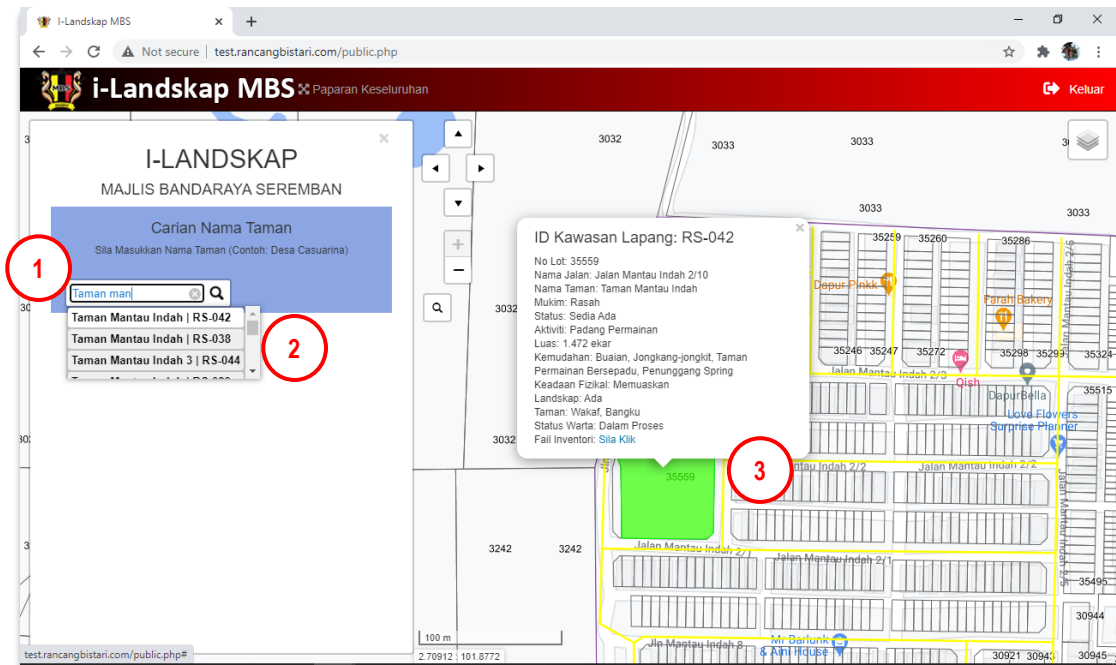 I-Landskap MBS
Not secure | test.rancangbistari.com/public.php
i-Landskap MBS Paparan Keseluruhan
Keluar
I-LANDSKAP
MAJLIS BANDARAYA SEREMBAN
Carian Nama Taman
Sila Masukkan Nama Taman (Contoh: Desa Casuarina)
1
Taman man
Taman Mantau Indah | RS-042
Taman Mantau Indah | RS-038
Taman Mantau Indah 3 | RS-044
2
ID Kawasan Lapang: RS-042
No Lot: 35559
Nama Jalan: Jalan Mantau Indah 2/10
Nama Taman: Taman Mantau Indah
Mukim: Rasah
Status: Sedia Ada
Aktiviti: Padang Permainan
Luas: 1.472 ekar
Kemudahan: Buaian, Jongkang-jongkit, Taman
Permainan Bersepadu, Penunggang Spring
Keadaan Fizikal: Memuaskan
Landskap: Ada
Taman: Wakaf, Bangku
Status Warta: Dalam Proses
Fail Inventori: Sila Klik
3
3032
3033
3033
3033
3033
35260
35286
Dapur Pinkk
Farah Bakery
3032
35246
35247
35272
35298
35299
35324
Jalan Mantau Indah 2/3
Qish
DapurBella
35515
Love Flowers
Surprise Planner
3032
Jalan Mantau Indah 2/2
35559
Jalan Mantau Indah 2/5
3242
3242
Jalan Mantau Indah 2/1
Jalan Mantau Indah 2/1
35495
30944
Jln Mantau Indah 8
Mr Barlunk
& Aini House
30921
30943
30945
100 m
2.70912 : 101.8772
test.rancangbistari.com/public.php#